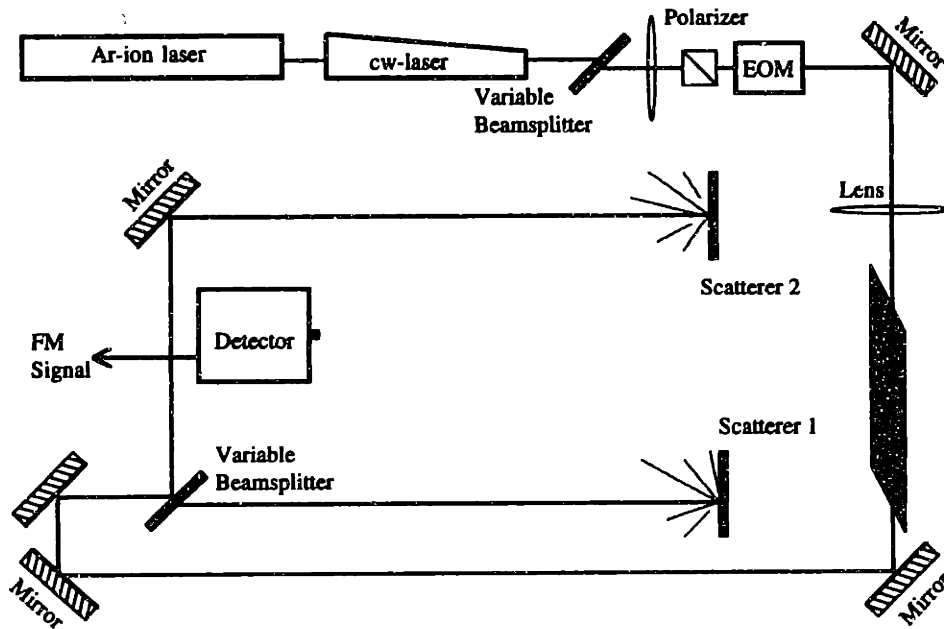 Ar-ion laser
cw-laser
Variable
Beamsplitter
Polarizer
EOM
Mirror
Mirror
Lens
Scatterer 2
Detector
FM
Signal
Scatterer 1
Variable
Beamsplitter
Mirror
Mirror